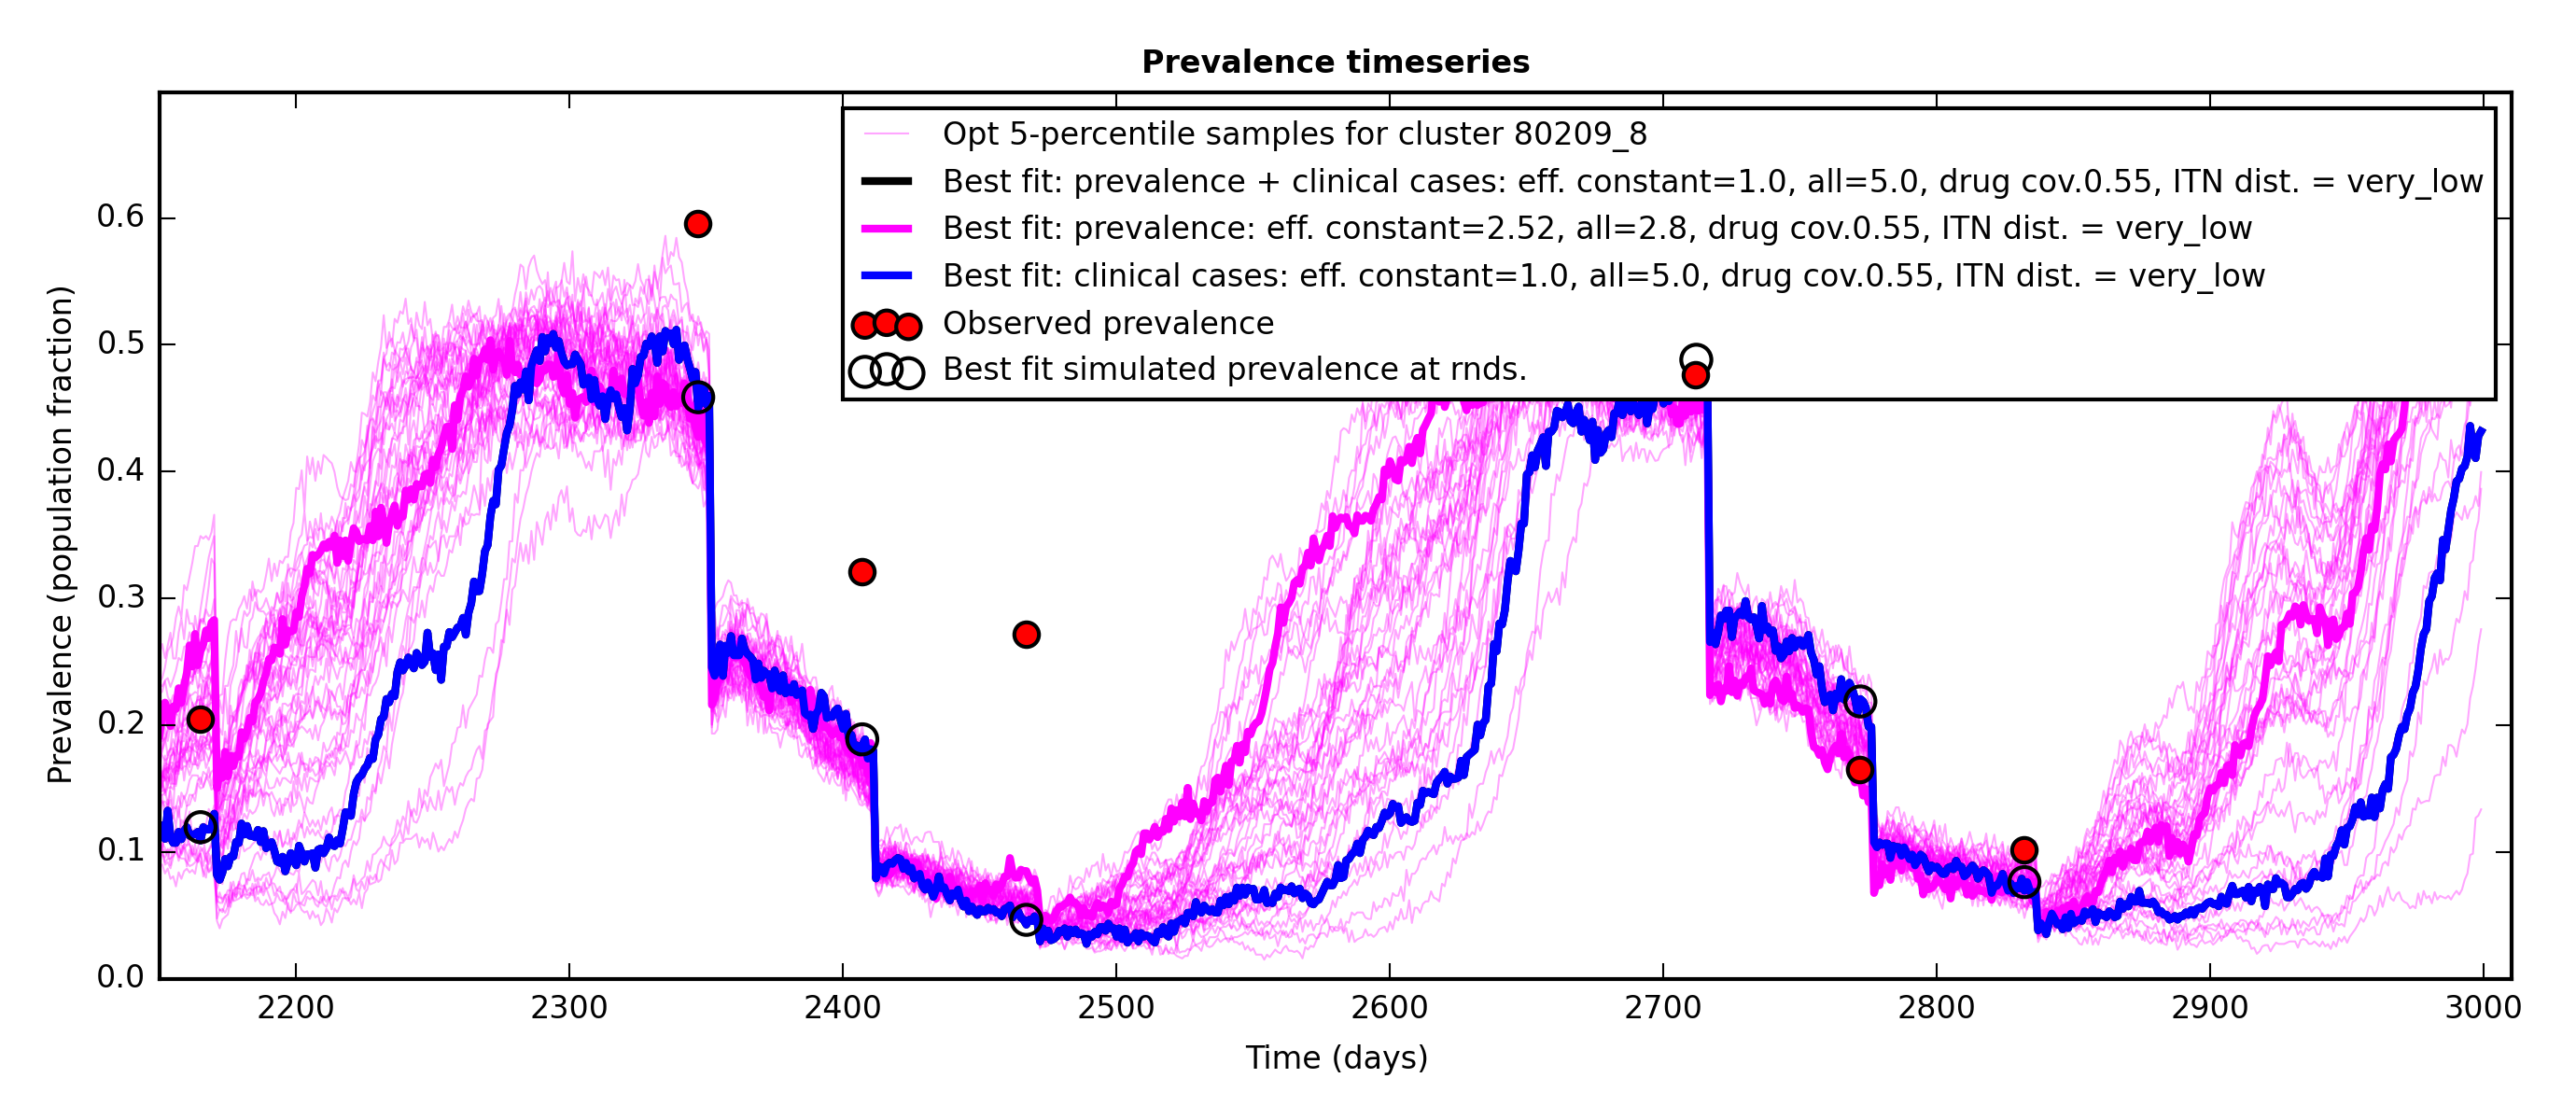 Prevalence timeseries
Opt 5-percentile samples for cluster 80209_8
Best fit: prevalence + clinical cases: eff. constant=1.0, all=5.0, drug cov.0.55, ITN dist. = very_low
Best fit: prevalence: eff. constant=2.52, all=2.8, drug cov.0.55, ITN dist. = very_low
Best fit: clinical cases: eff. constant=1.0, all=5.0, drug cov.0.55, ITN dist. = very_low
Observed prevalence
Best fit simulated prevalence at rnds.
Prevalence (population fraction)
0.6
0.5
0.4
0.3
0.2
0.1
0.0
2200 2300 2400 2500 2600 2700 2800 2900 3000
Time (days)